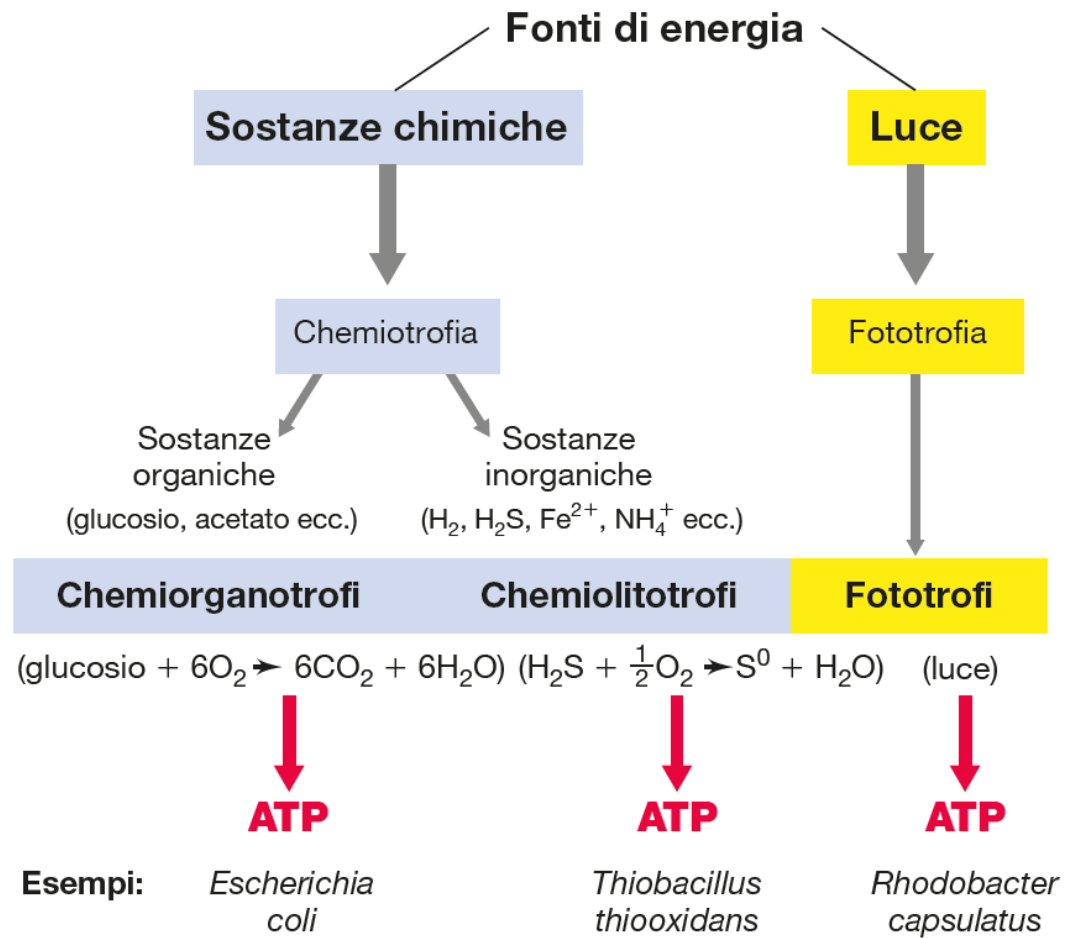 Fonti di energia
Sostanze chimiche
Luce
Chemiotrofia
Fototrofia
Sostanze
organiche
(glucosio, acetato ecc.)
Sostanze
inorganiche
(H₂, H₂S, Fe²⁺, NH₄⁺ ecc.)
Chemiorganotrofi
Chemiolitotrofi
Fototrofi
(glucosio + 6O₂ → 6CO₂ + 6H₂O)
(H₂S + ½O₂ → S⁰ + H₂O)
(luce)
ATP
ATP
ATP
Esempi:
Escherichia
coli
Thiobacillus
thiooxidans
Rhodobacter
capsulatus